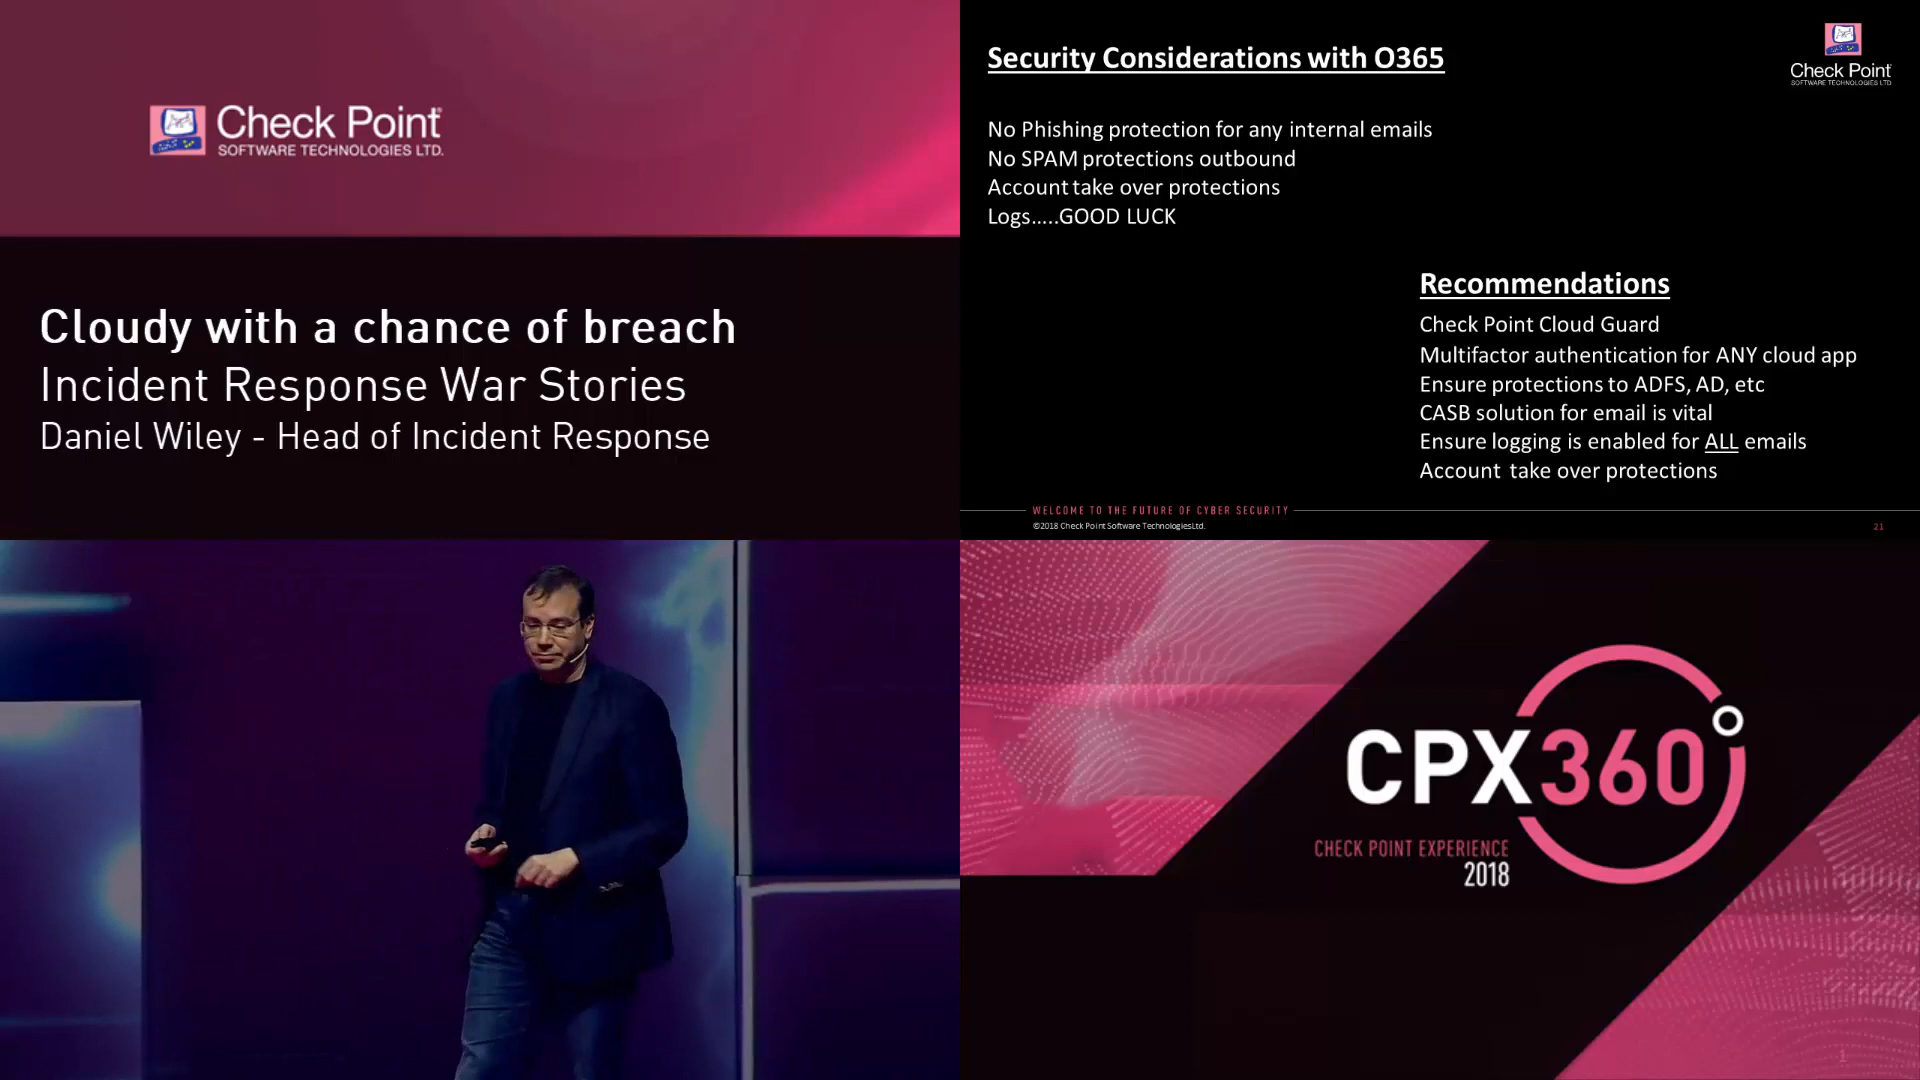 Check Point
SOFTWARE TECHNOLOGIES LTD.
Cloudy with a chance of breach
Incident Response War Stories
Daniel Wiley - Head of Incident Response
Check Point
SOFTWARE TECHNOLOGIES LTD
Security Considerations with O365
No Phishing protection for any internal emails
No SPAM protections outbound
Account take over protections
Logs.....GOOD LUCK
Recommendations
Check Point Cloud Guard
Multifactor authentication for ANY cloud app
Ensure protections to ADFS, AD, etc
CASB solution for email is vital
Ensure logging is enabled for ALL emails
Account take over protections
WELCOME TO THE FUTURE OF CYBER SECURITY
©2018 Check Point Software Technologies Ltd.
21
CPX360°
CHECK POINT EXPERIENCE
2018
1